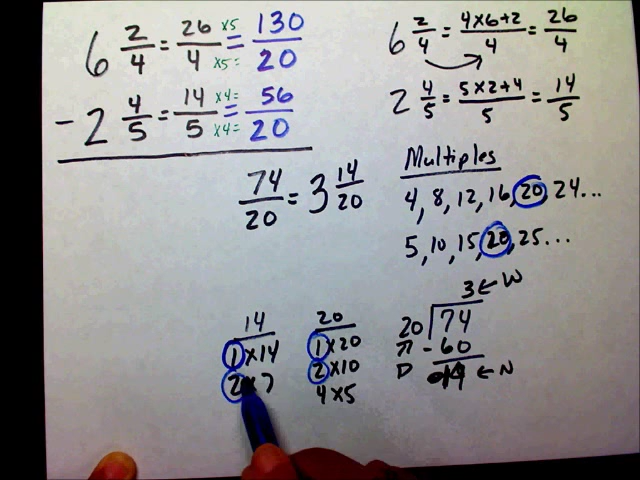 6 2/4 = 26/4 ×5= ×5= = 130/20
- 2 4/5 = 14/5 ×4= ×4= = 56/20
74/20 = 3 14/20
6 2/4 = 4×6+2/4 = 26/4
2 4/5 = 5×2+4/5 = 14/5
Multiples
4, 8, 12, 16, 20, 24...
5, 10, 15, 20, 25...
14
1×14
2×7
20
1×20
2×10
4×5
3 ← W
20 74
- 60
D 14 ← N